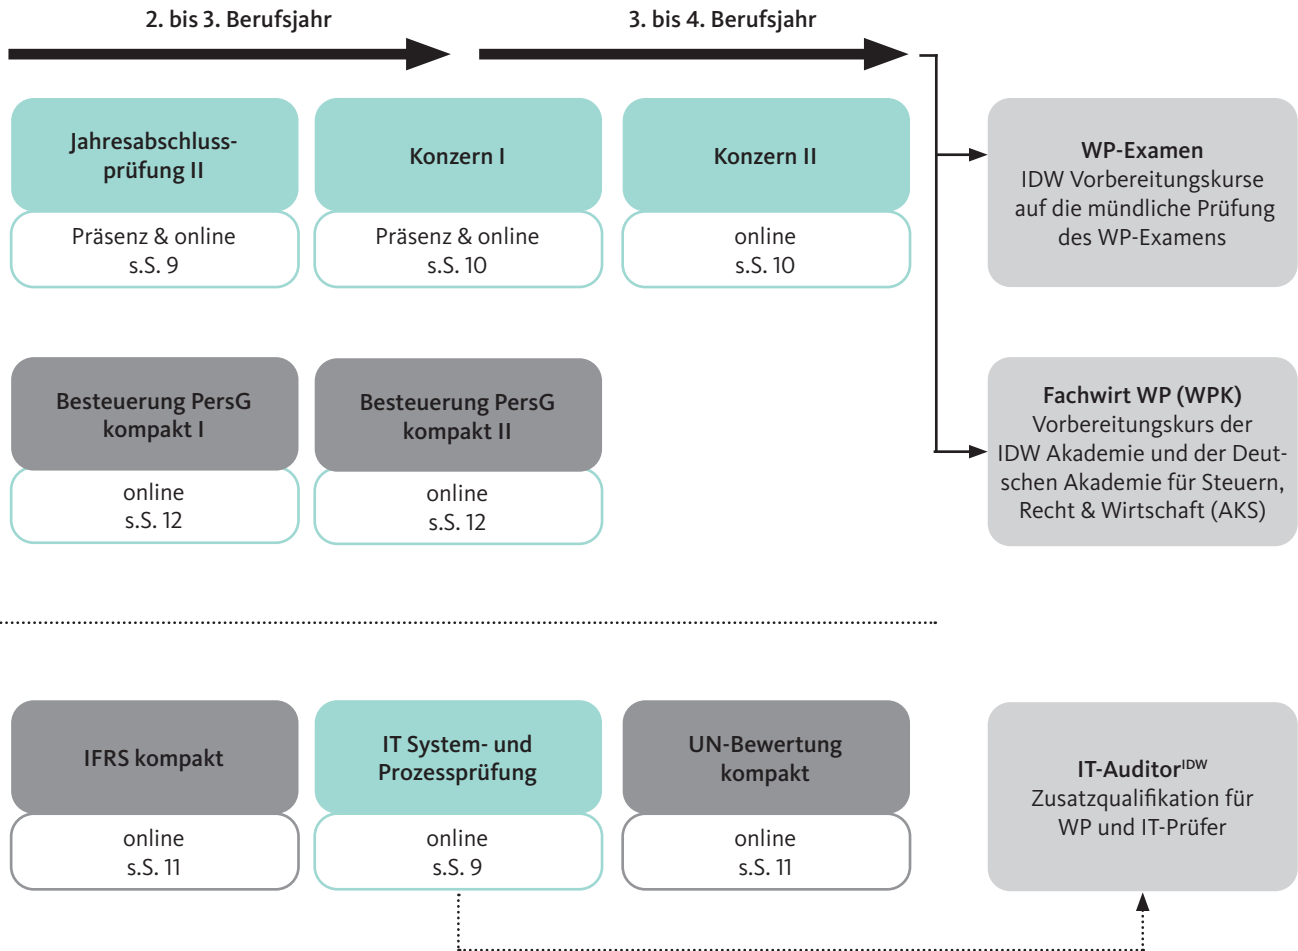 2. bis 3. Berufsjahr
3. bis 4. Berufsjahr
Jahresabschluss-
prüfung II
Präsenz & online
s.S. 9
Konzern I
Präsenz & online
s.S. 10
Konzern II
online
s.S. 10
WP-Examen
IDW Vorbereitungskurse
auf die mündliche Prüfung
des WP-Examens
Besteuerung PersG
kompakt I
online
s.S. 12
Besteuerung PersG
kompakt II
online
s.S. 12
Fachwirt WP (WPK)
Vorbereitungskurs der
IDW Akademie und der Deut-
schen Akademie für Steuern,
Recht & Wirtschaft (AKS)
IFRS kompakt
online
s.S. 11
IT System- und
Prozessprüfung
online
s.S. 9
UN-Bewertung
kompakt
online
s.S. 11
IT-Auditor^IDW
Zusatzqualifikation für
WP und IT-Prüfer